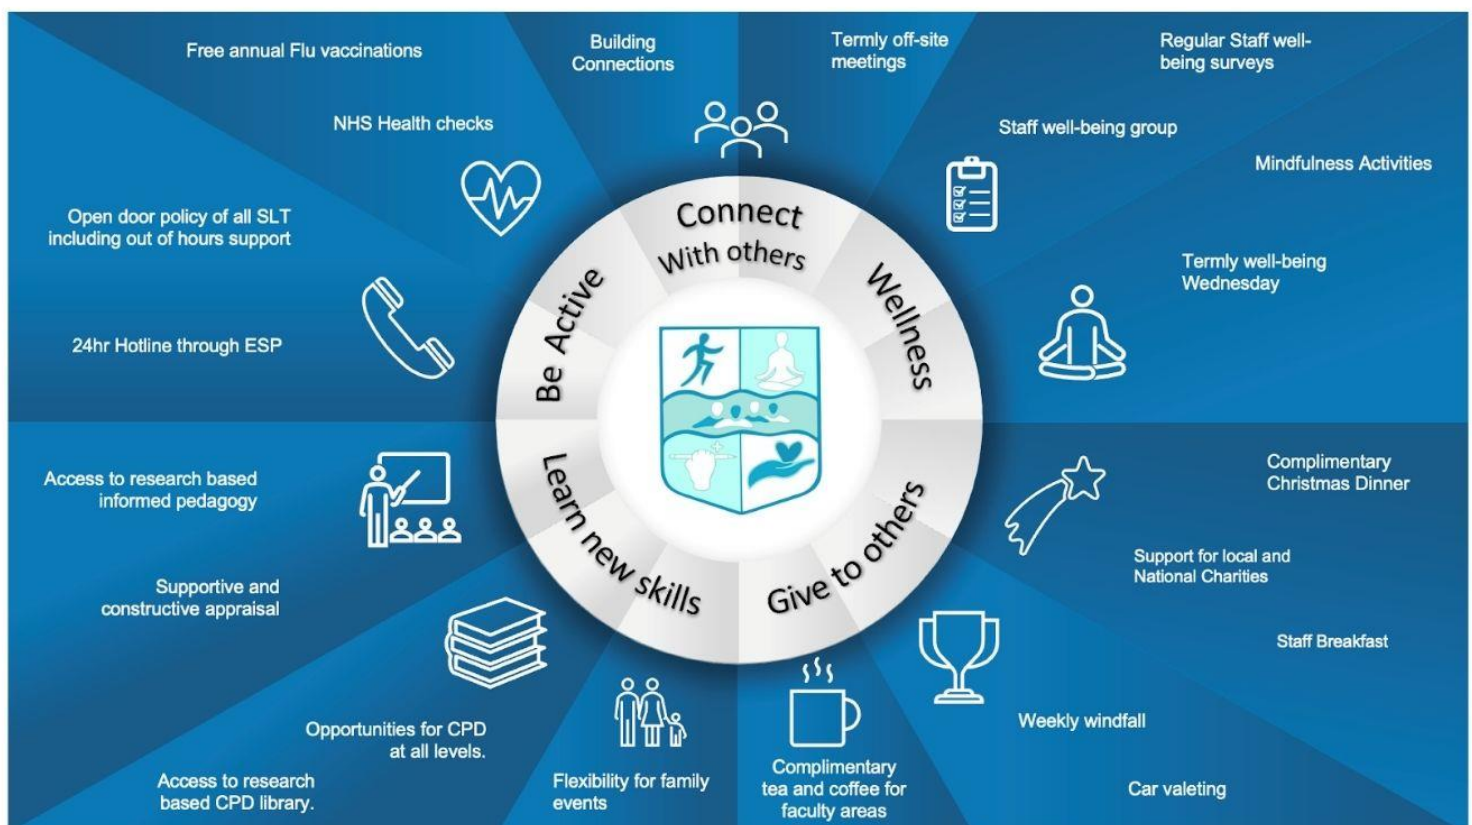 Free annual Flu vaccinations
NHS Health checks
Open door policy of all SLT
including out of hours support
24hr Hotline through ESP
Building
Connections
Termly off-site
meetings
Regular Staff well-
being surveys
Staff well-being group
Mindfulness Activities
Termly well-being
Wednesday
Connect
With others
Be Active
Wellness
Learn new skills
Give to others
Access to research based
informed pedagogy
Supportive and
constructive appraisal
Opportunities for CPD
at all levels.
Access to research
based CPD library.
Flexibility for family
events
Complimentary
tea and coffee for
faculty areas
Complimentary
Christmas Dinner
Support for local and
National Charities
Staff Breakfast
Weekly windfall
Car valeting